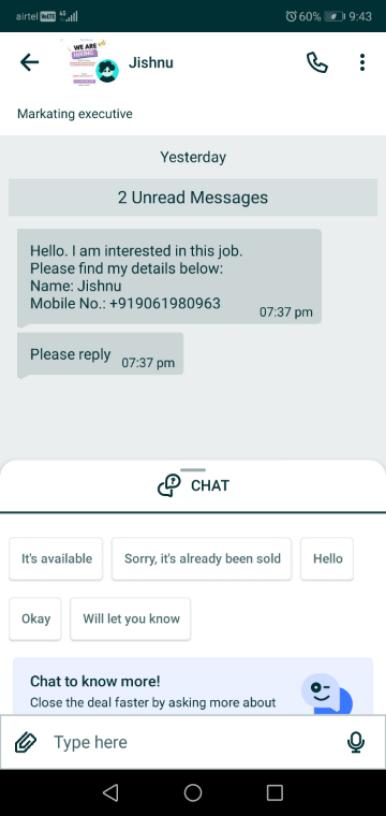 airtel VoLTE 4G 60% 9:43
WE ARE
HIRING
Jishnu
Markating executive
Yesterday
2 Unread Messages
Hello. I am interested in this job.
Please find my details below:
Name: Jishnu
Mobile No.: +919061980963
07:37 pm
Please reply 07:37 pm
CHAT
It's available Sorry, it's already been sold Hello
Okay Will let you know
Chat to know more!
Close the deal faster by asking more about
Type here